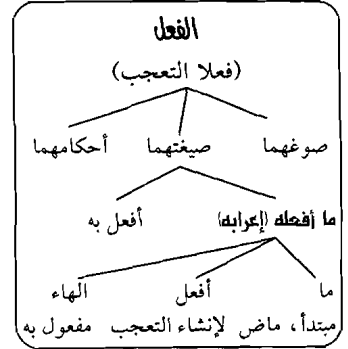 الفعل
(فعلا التعجب)
صوغهما صيغتهما أحكامهما
ما أفعله (إعرابه) أفعل به
ما أفعل الهاء
مبتدأ، ماض لإنشاء التعجب مفعول به